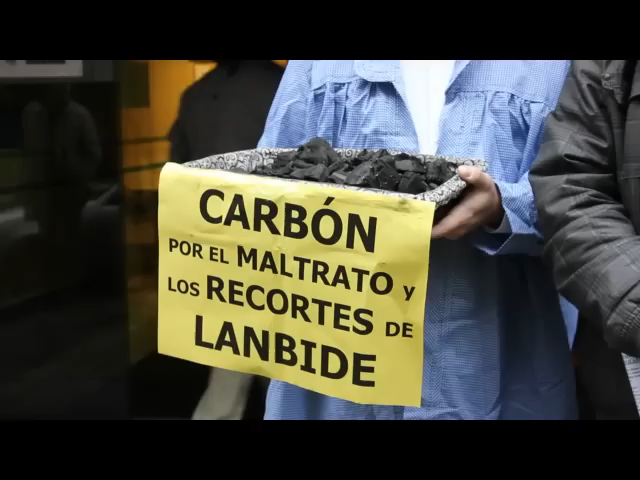 CARBÓN
POR EL MALTRATO y
LOS RECORTES DE
LANBIDE